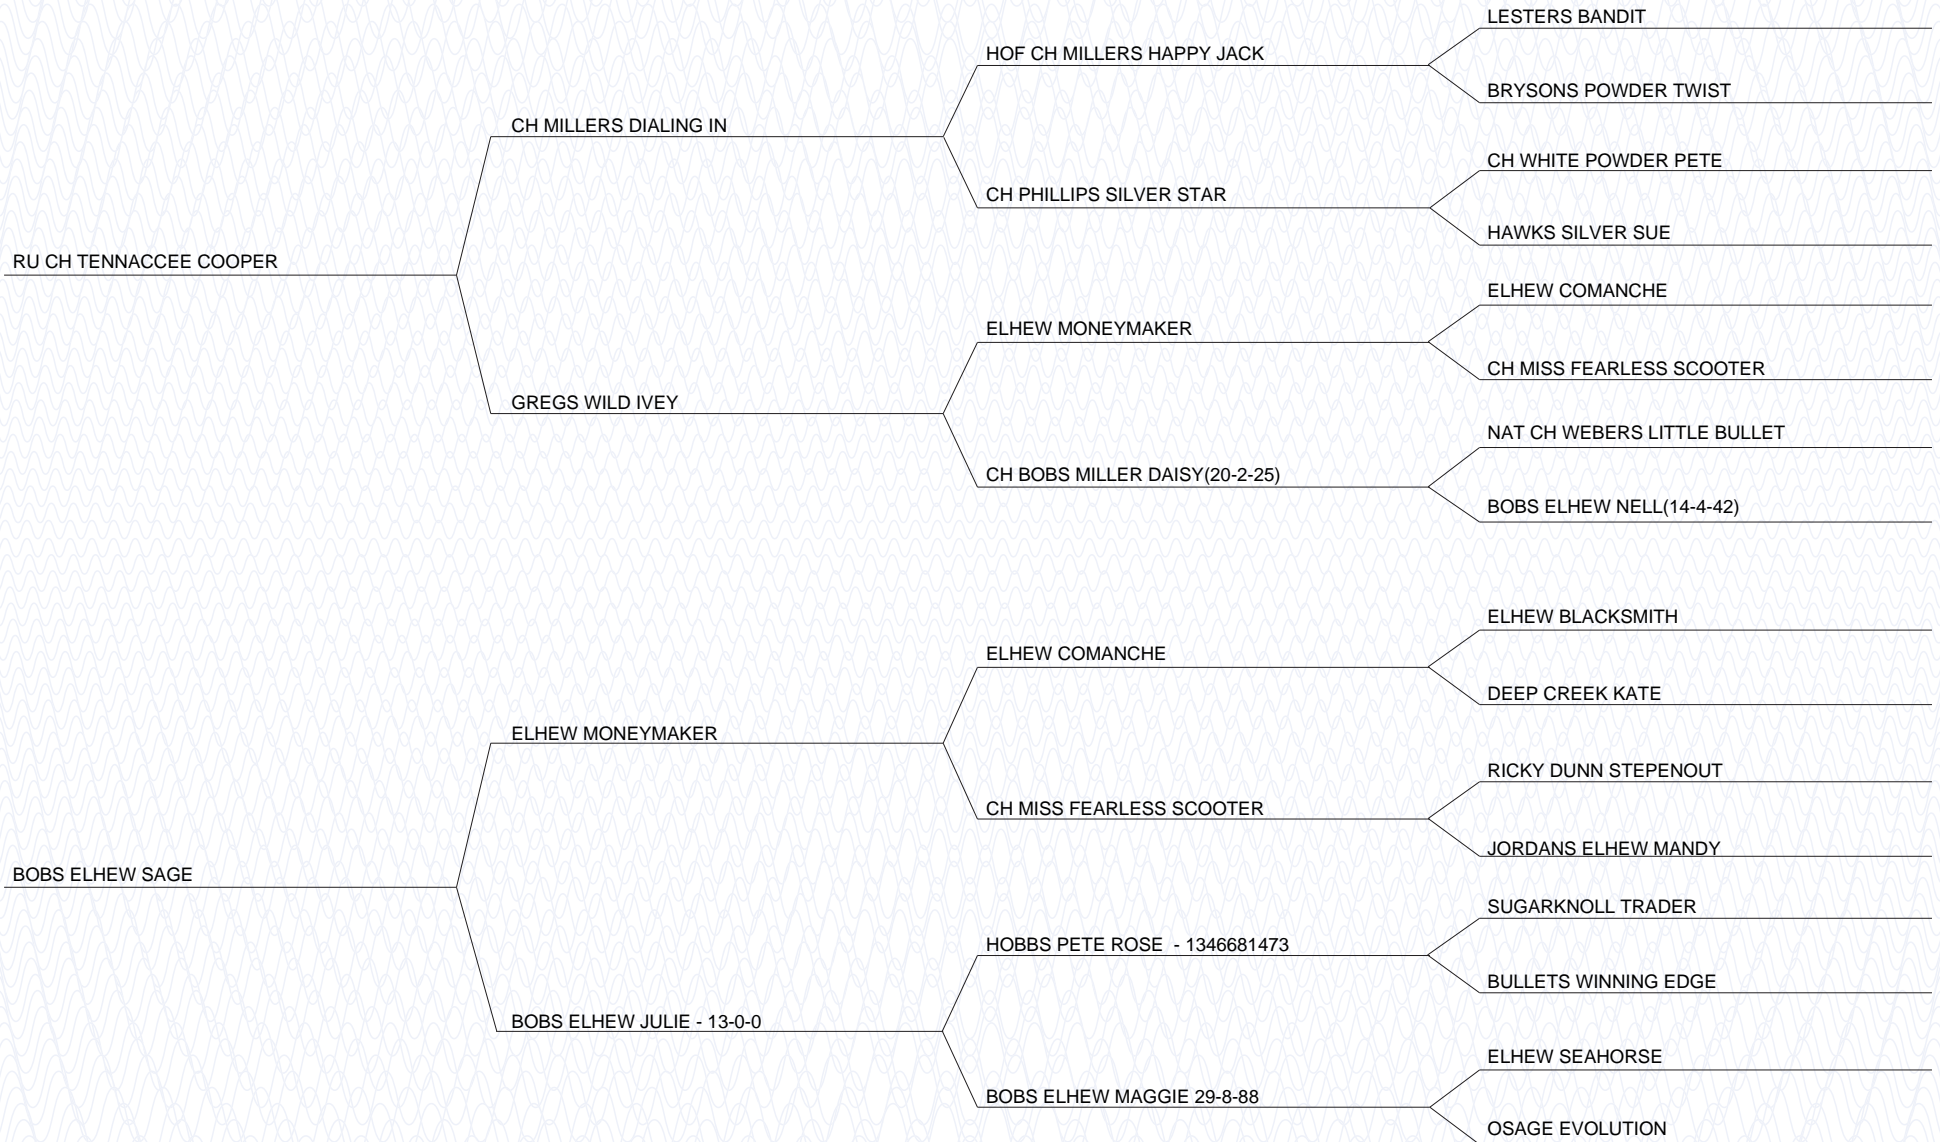 LESTERS BANDIT
HOF CH MILLERS HAPPY JACK
BRYSONS POWDER TWIST
CH MILLERS DIALING IN
CH WHITE POWDER PETE
CH PHILLIPS SILVER STAR
HAWKS SILVER SUE
RU CH TENNACCEE COOPER
ELHEW COMANCHE
ELHEW MONEYMAKER
CH MISS FEARLESS SCOOTER
GREGS WILD IVEY
NAT CH WEBERS LITTLE BULLET
CH BOBS MILLER DAISY(20-2-25)
BOBS ELHEW NELL(14-4-42)
ELHEW BLACKSMITH
ELHEW COMANCHE
DEEP CREEK KATE
ELHEW MONEYMAKER
RICKY DUNN STEPENOUT
CH MISS FEARLESS SCOOTER
JORDANS ELHEW MANDY
BOBS ELHEW SAGE
SUGARKNOLL TRADER
HOBBS PETE ROSE  - 1346681473
BULLETS WINNING EDGE
BOBS ELHEW JULIE - 13-0-0
ELHEW SEAHORSE
BOBS ELHEW MAGGIE 29-8-88
OSAGE EVOLUTION